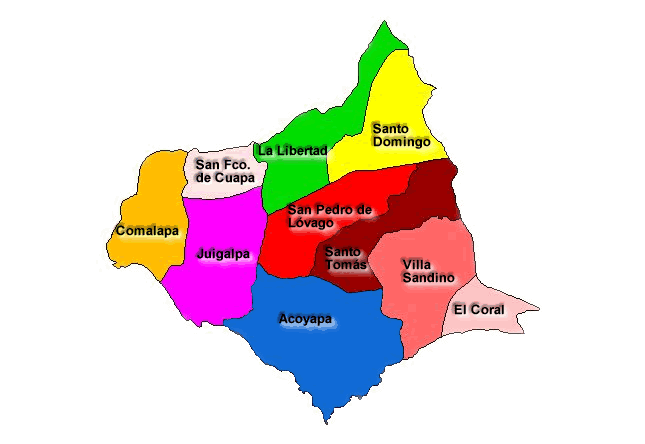 Santo
Domingo
La Libertad
San Fco.
de Cuapa
San Pedro de
Lóvago
Comalapa
Juigalpa
Santo
Tomás
Villa
Sandino
El Coral
Acoyapa